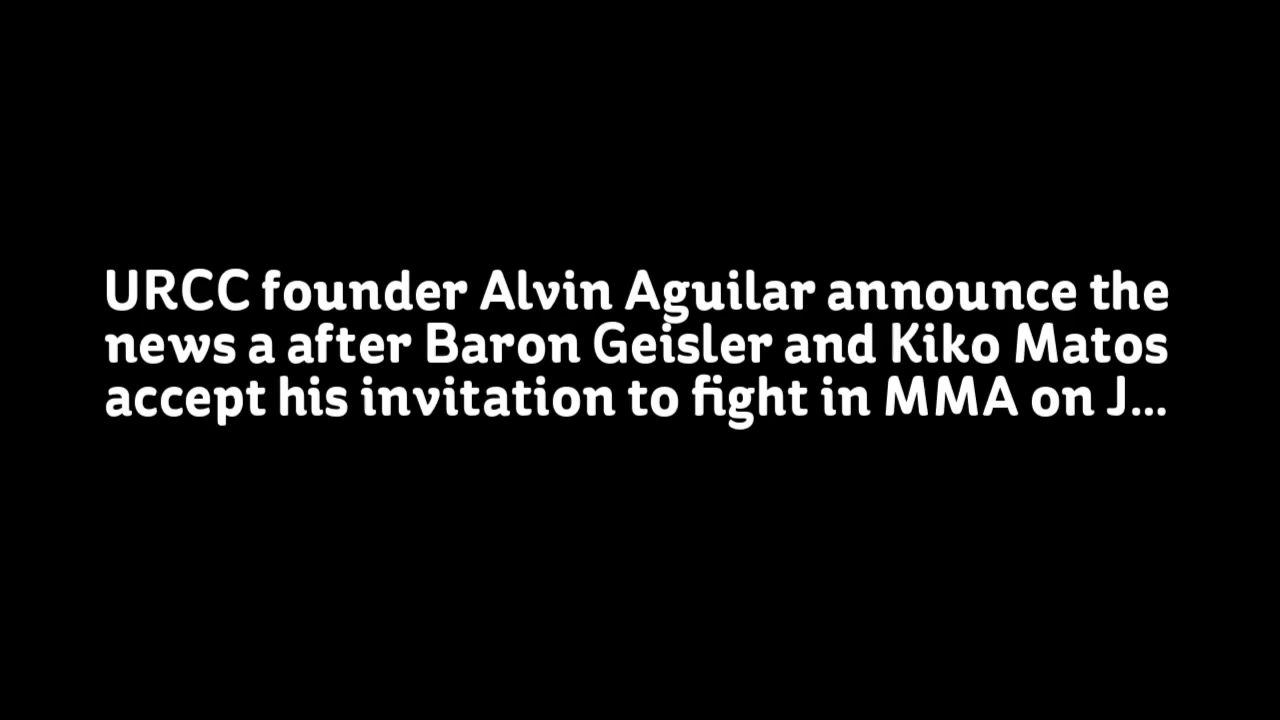 URCC founder Alvin Aguilar announce the
news a after Baron Geisler and Kiko Matos
accept his invitation to fight in MMA on J...